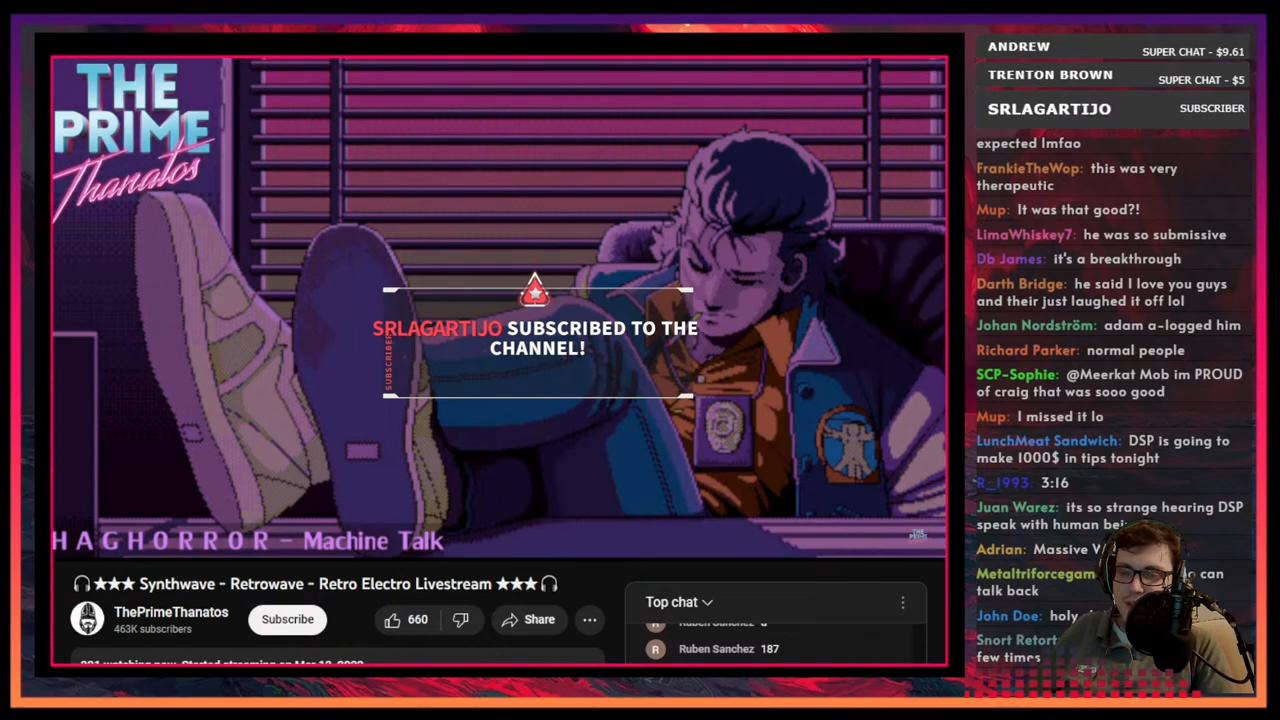 THE
PRIME
Thanatos
SRLAGARTIJO SUBSCRIBED TO THE
CHANNEL!
SUBSCRIBER
HAGHORROR - Machine Talk
🎧★★★ Synthwave - Retrowave - Retro Electro Livestream ★★★🎧
ThePrimeThanatos
463K subscribers
Subscribe
660
Share
Top chat
Ruben Sanchez
R Ruben Sanchez 187
ANDREW SUPER CHAT - $9.61
TRENTON BROWN SUPER CHAT - $5
SRLAGARTIJO SUBSCRIBER
expected lmfao
FrankieTheWop: this was very
therapeutic
Mup: It was that good?!
LimaWhiskey7: he was so submissive
Db James: it's a breakthrough
Darth Bridge: he said I love you guys
and their just laughed it off lol
Johan Nordström: adam a-logged him
Richard Parker: normal people
SCP-Sophie: @Meerkat Mob im PROUD
of craig that was sooo good
Mup: I missed it lo
LunchMeat Sandwich: DSP is going to
make 1000$ in tips tonight
R_1993: 3:16
Juan Warez: its so strange hearing DSP
speak with human
Adrian: Massive
Metaltriforcegam can
talk back
John Doe: holy
Snort Retort
few times